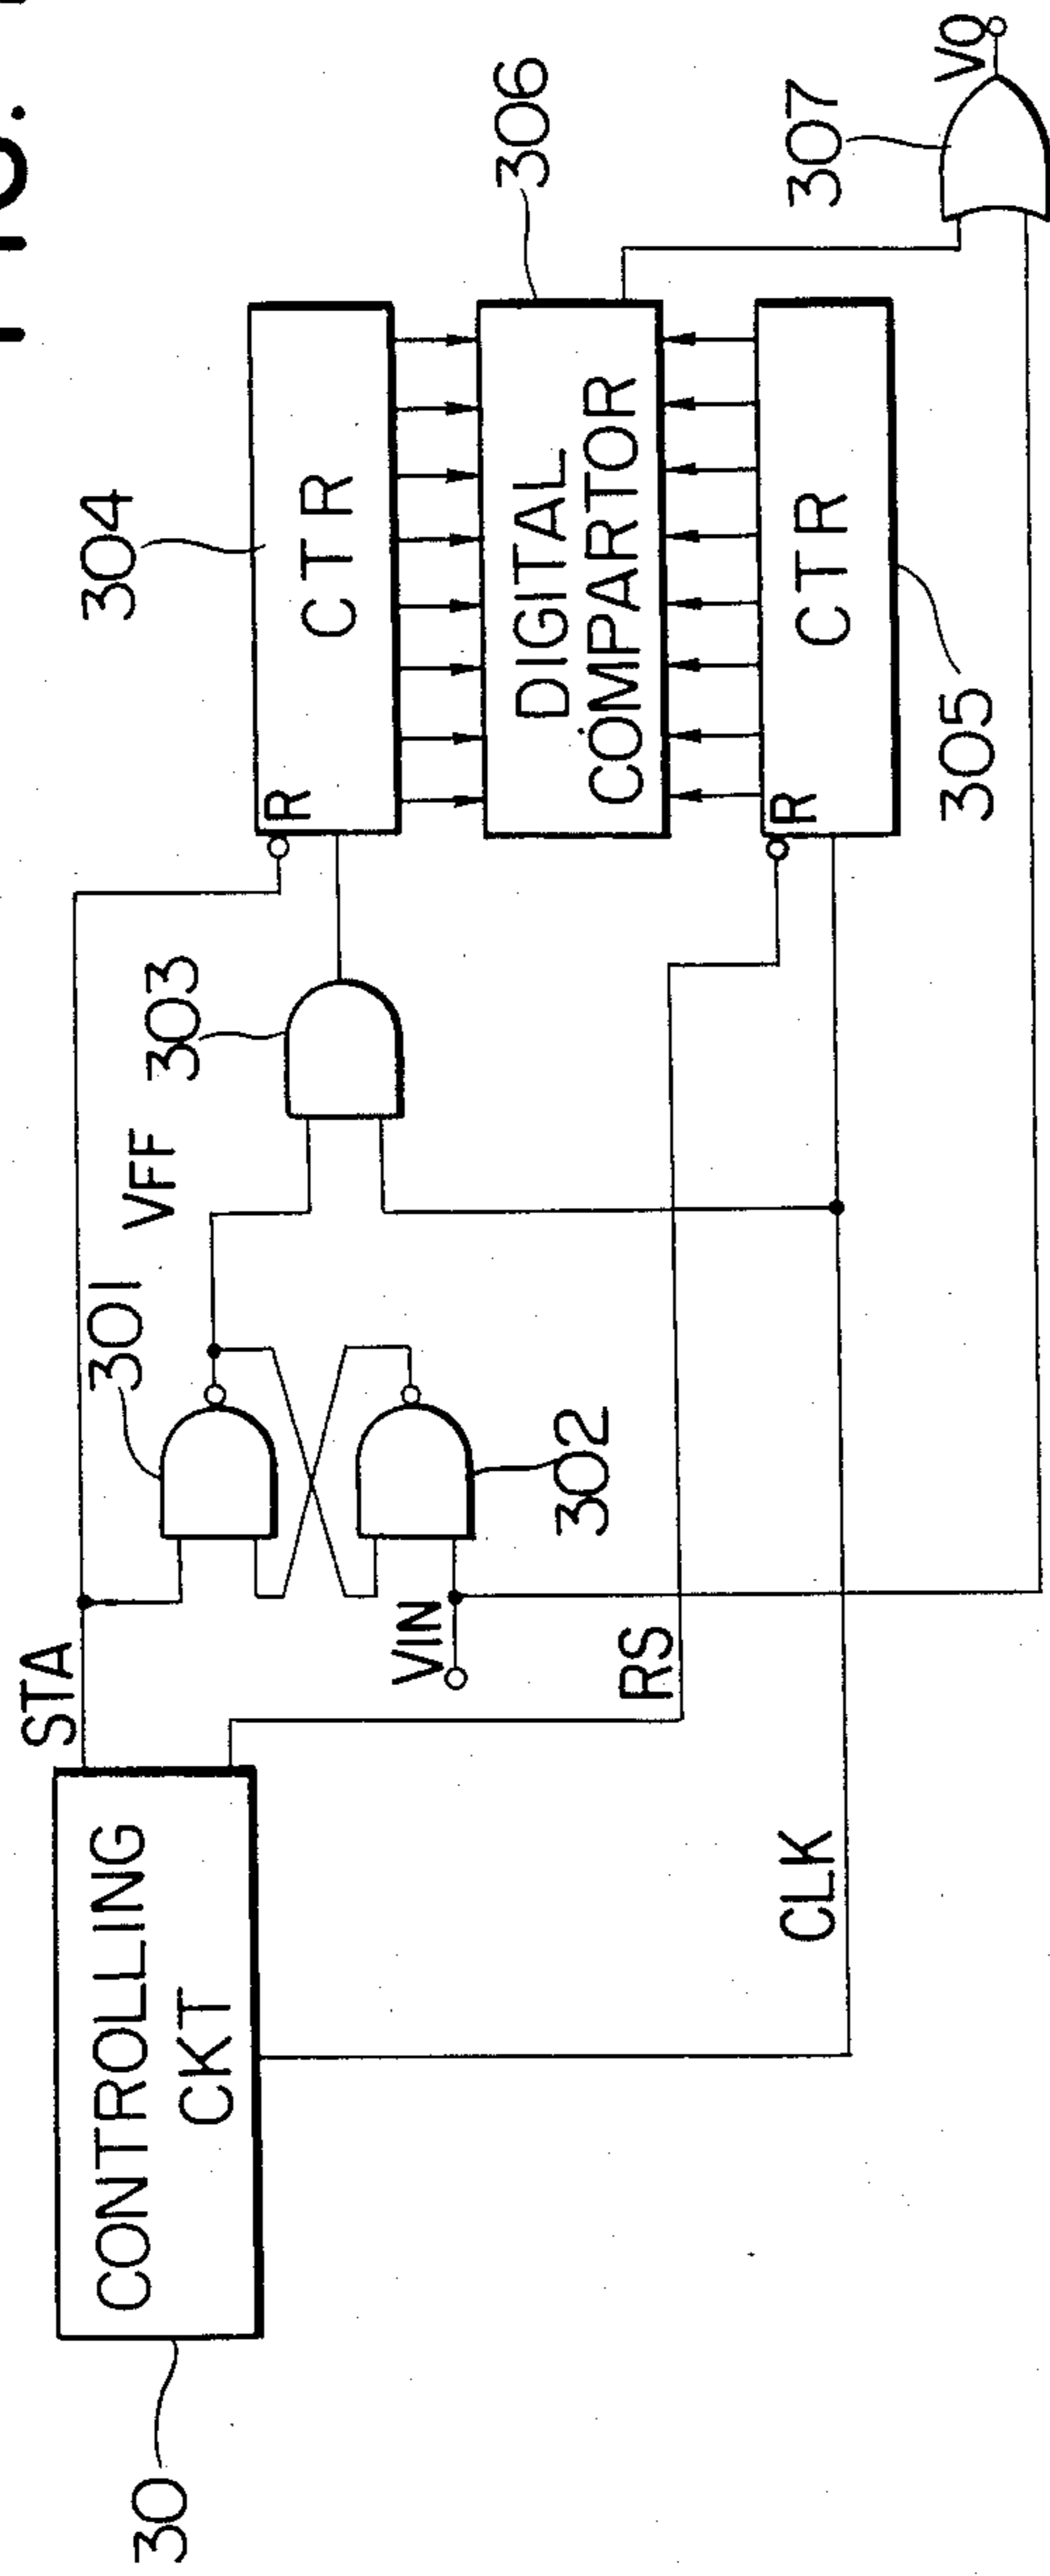 FIG.
30
CONTROLLING
CKT
STA
RS
CLK
VIN
301
302
VFF
303
304
R
CTR
DIGITAL
COMPARTOR
306
R
CTR
305
307
VO